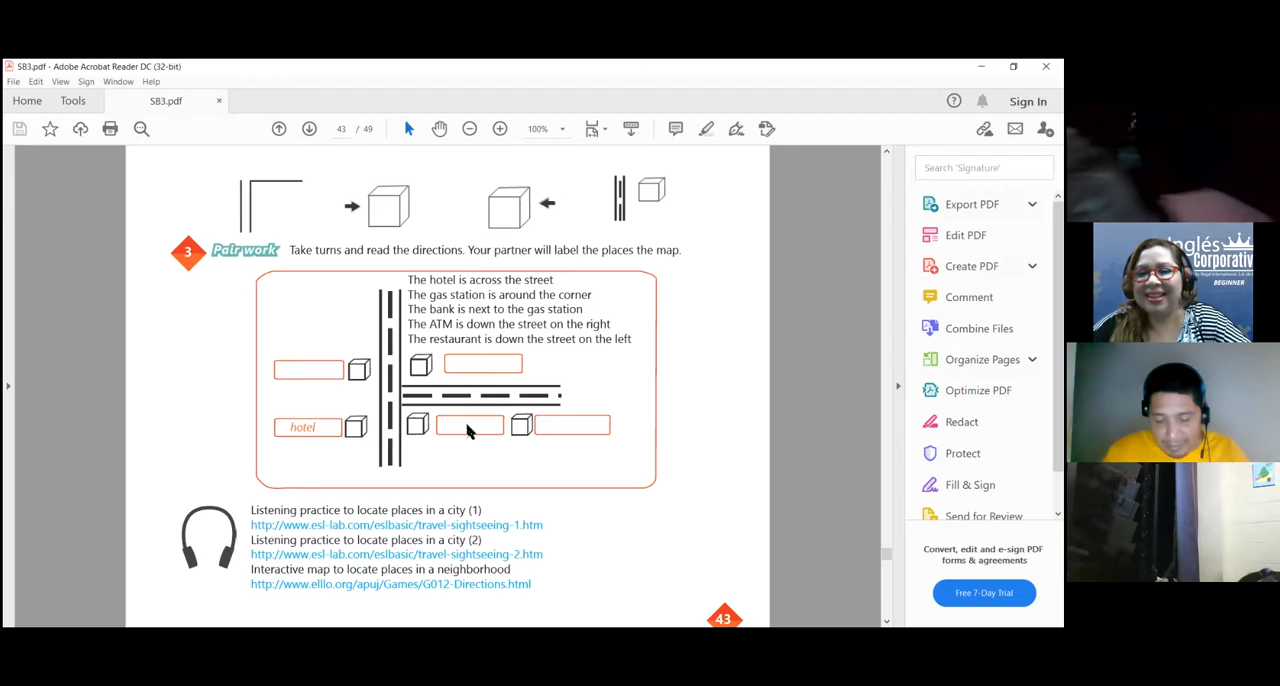 SB3.pdf - Adobe Acrobat Reader DC (32-bit)
File Edit View Sign Window Help
Home Tools SB3.pdf × Sign In
43 / 49 100%
3 Pair work Take turns and read the directions. Your partner will label the places the map.
The hotel is across the street
The gas station is around the corner
The bank is next to the gas station
The ATM is down the street on the right
The restaurant is down the street on the left
hotel
Listening practice to locate places in a city (1)
http://www.esl-lab.com/eslbasic/travel-sightseeing-1.htm
Listening practice to locate places in a city (2)
http://www.esl-lab.com/eslbasic/travel-sightseeing-2.htm
Interactive map to locate places in a neighborhood
http://www.elllo.org/apuj/Games/G012-Directions.html
43
Search 'Signature'
Export PDF
Edit PDF
Create PDF
Comment
Combine Files
Organize Pages
Optimize PDF
Redact
Protect
Fill & Sign
Send for Review
Convert, edit and e-sign PDF
forms & agreements
Free 7-Day Trial
Inglés
Corporativ
BEGINNER